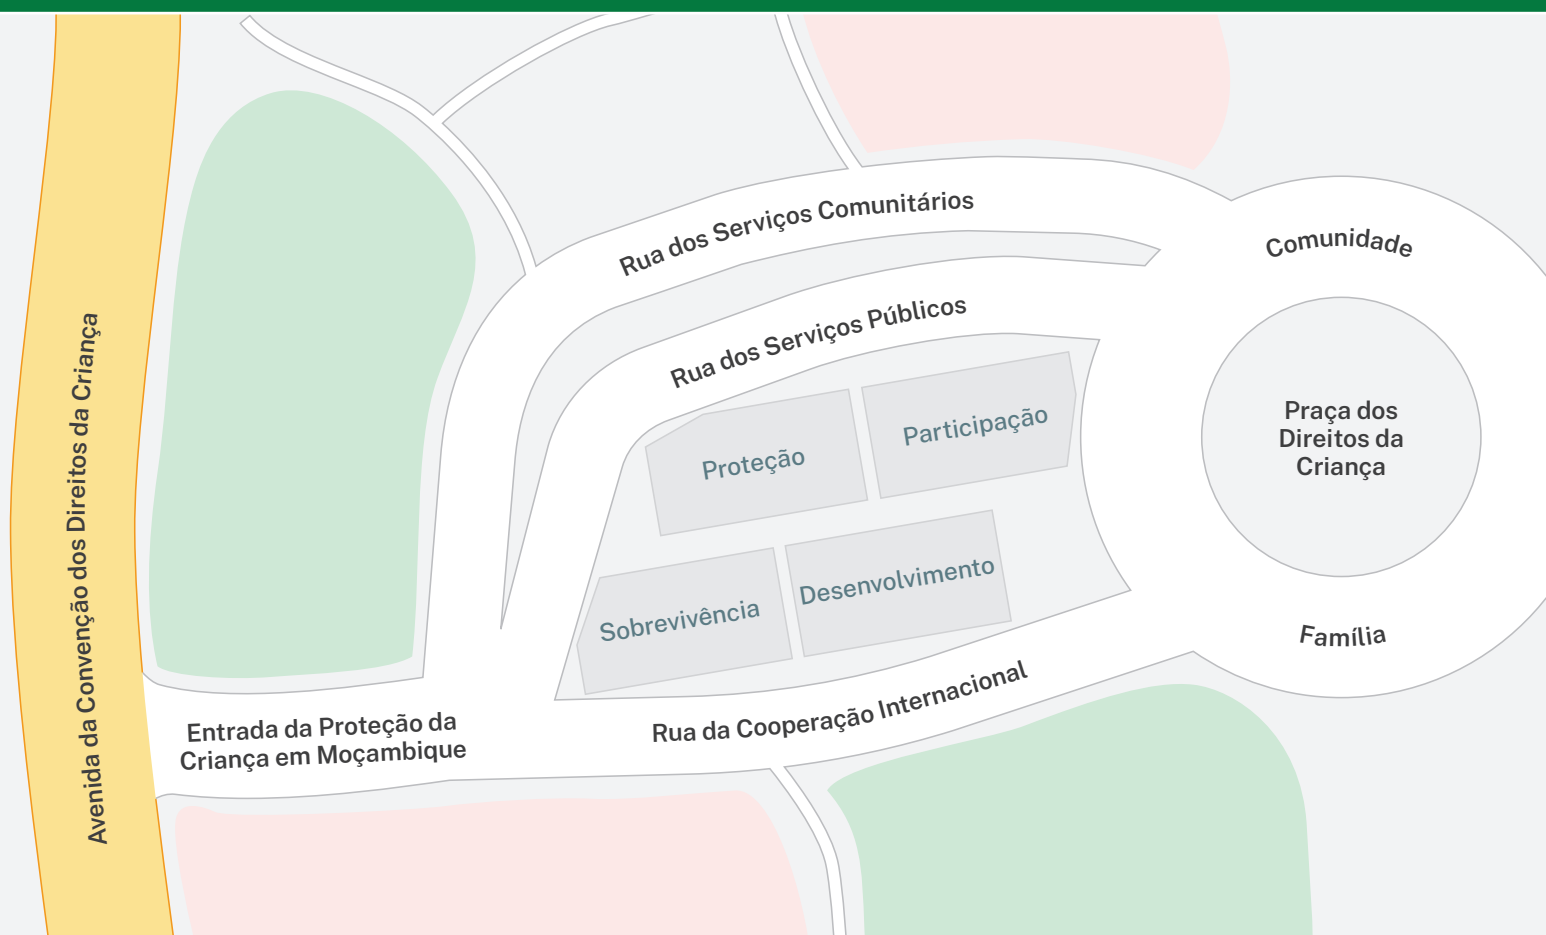 Avenida da Convenção dos Direitos da Criança
Rua dos Serviços Comunitários
Comunidade
Rua dos Serviços Públicos
Proteção
Participação
Praça dos
Direitos da
Criança
Sobrevivência
Desenvolvimento
Família
Entrada da Proteção da
Criança em Moçambique
Rua da Cooperação Internacional